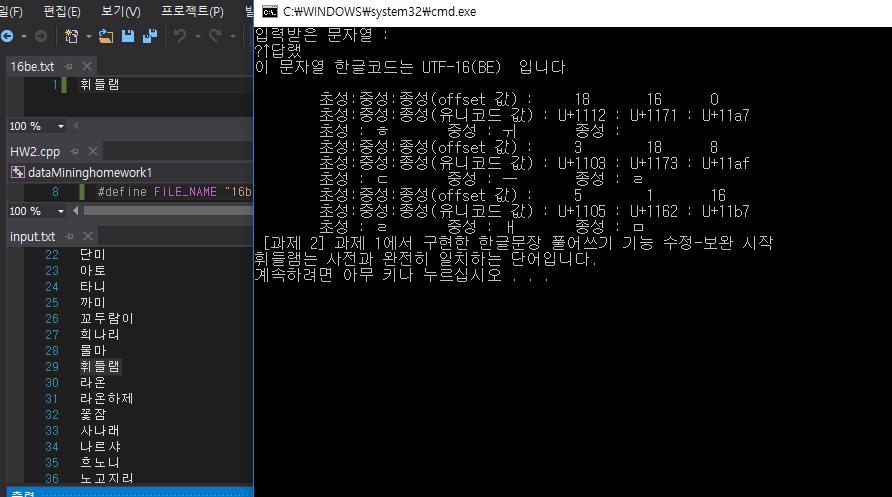 일(F) 편집(E) 보기(V) 프로젝트(P)
16be.txt
1 휘들램
100 %
HW2.cpp
dataMininghomework1
8 #define FILE_NAME "16b
100 %
input.txt
22 단미
23 아토
24 타니
25 까미
26 꼬두람이
27 희나리
28 물마
29 휘들램
30 라온
31 라온하제
32 꽃잠
33 사나래
34 나르샤
35 흐노니
36 노고지리
출력
C:\WINDOWS\system32\cmd.exe
입력받은 문자열 :
?↑답랬
이 문자열 한글코드는 UTF-16(BE) 입니다
초성:중성:종성(offset 값) : 18 16 0
초성:중성:종성(유니코드 값) : U+1112 : U+1171 : U+11a7
초성 : ㅎ 중성 : ㅟ 종성 :
초성:중성:종성(offset 값) : 3 18 8
초성:중성:종성(유니코드 값) : U+1103 : U+1173 : U+11af
초성 : ㄷ 중성 : ㅡ 종성 : ㄹ
초성:중성:종성(offset 값) : 5 1 16
초성:중성:종성(유니코드 값) : U+1105 : U+1162 : U+11b7
초성 : ㄹ 중성 : ㅐ 종성 : ㅁ
[과제 2] 과제 1에서 구현한 한글문장 풀어쓰기 기능 수정-보완 시작
휘들램는 사전과 완전히 일치하는 단어입니다.
계속하려면 아무 키나 누르십시오 . . .